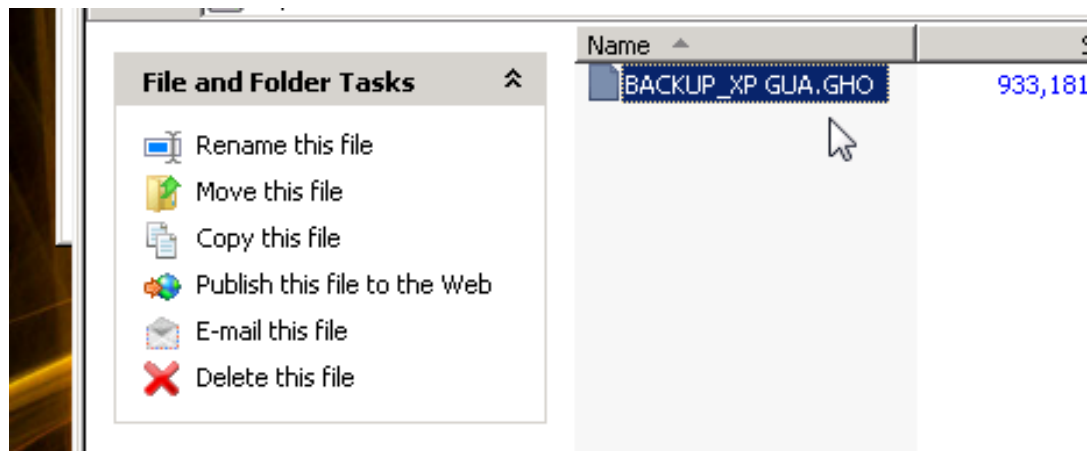 Name
File and Folder Tasks
BACKUP_XP GUA.GHO 933,181
Rename this file
Move this file
Copy this file
Publish this file to the Web
E-mail this file
Delete this file